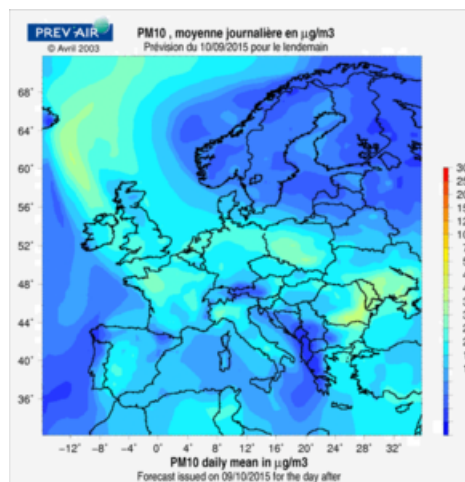 PREV'AIR
© Avril 2003
PM10 , moyenne journalière en µg/m3
Prévision du 10/09/2015 pour le lendemain
68°
64°
60°
56°
52°
48°
44°
40°
36°
−12° −8° −4° 0° 4° 8° 12° 16° 20° 24° 28° 32°
PM10 daily mean in µg/m3
Forecast issued on 09/10/2015 for the day after